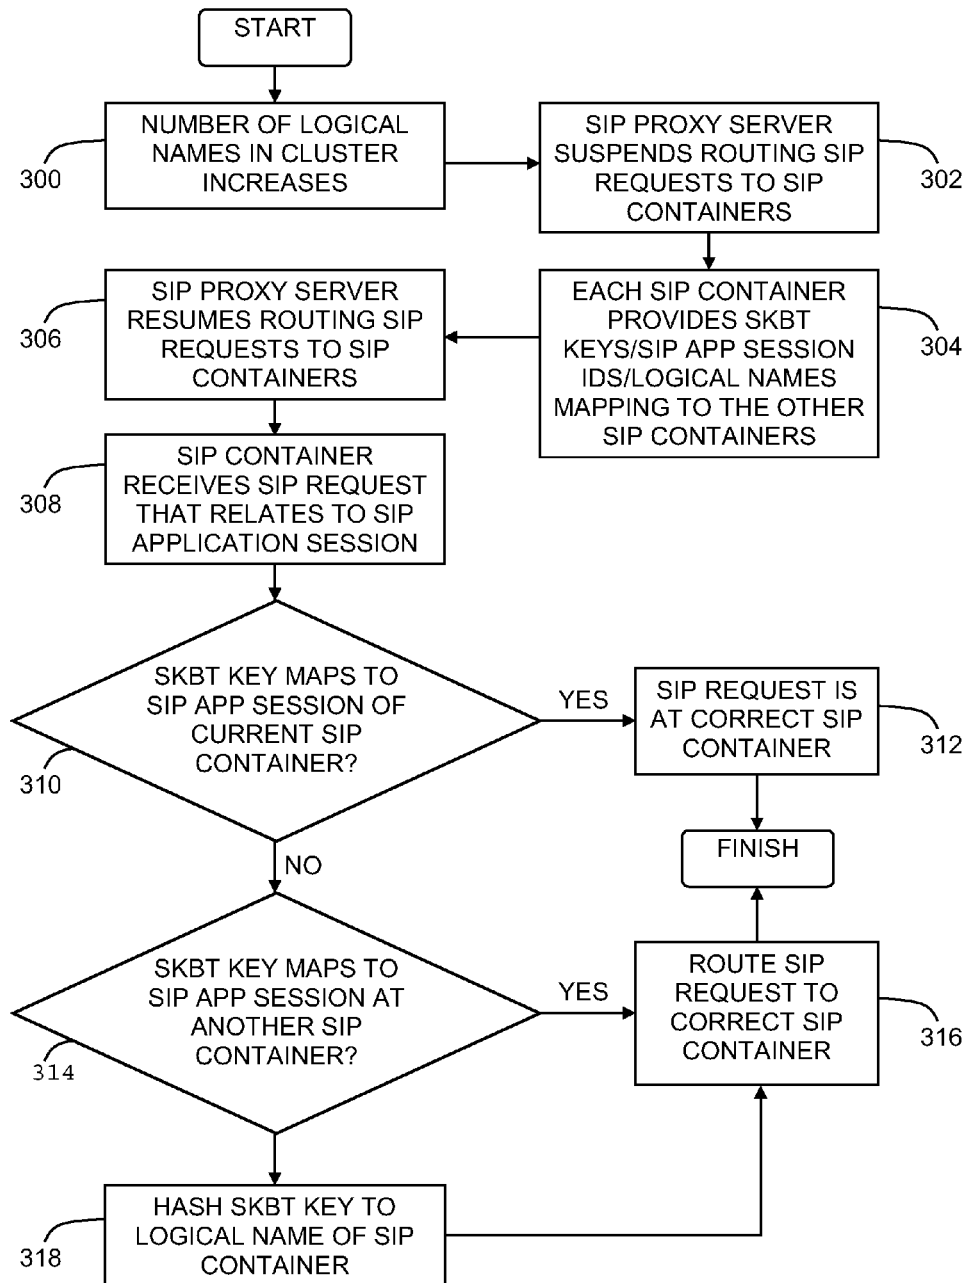 START
NUMBER OF LOGICAL
NAMES IN CLUSTER
INCREASES
300
SIP PROXY SERVER
SUSPENDS ROUTING SIP
REQUESTS TO SIP
CONTAINERS
302
EACH SIP CONTAINER
PROVIDES SKBT
KEYS/SIP APP SESSION
IDS/LOGICAL NAMES
MAPPING TO THE OTHER
SIP CONTAINERS
304
SIP PROXY SERVER
RESUMES ROUTING SIP
REQUESTS TO SIP
CONTAINERS
306
SIP CONTAINER
RECEIVES SIP REQUEST
THAT RELATES TO SIP
APPLICATION SESSION
308
SKBT KEY MAPS TO
SIP APP SESSION OF
CURRENT SIP
CONTAINER?
310
YES
SIP REQUEST IS
AT CORRECT SIP
CONTAINER
312
FINISH
NO
SKBT KEY MAPS TO
SIP APP SESSION AT
ANOTHER SIP
CONTAINER?
314
YES
ROUTE SIP
REQUEST TO
CORRECT SIP
CONTAINER
316
HASH SKBT KEY TO
LOGICAL NAME OF SIP
CONTAINER
318